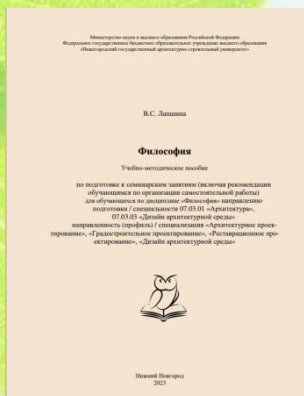 Министерство науки и высшего образования Российской Федерации
Федеральное государственное бюджетное образовательное учреждение высшего образования
«Нижегородский государственный архитектурно-строительный университет»
В.С. Лапшина
Философия
Учебно-методическое пособие
по подготовке к семинарским занятиям (включая рекомендации
обучающимся по организации самостоятельной работы)
для обучающихся по дисциплине «Философия» направлению
подготовки / специальности 07.03.01 «Архитектура»,
07.03.03 «Дизайн архитектурной среды»
направленность (профиль) / специализация «Архитектурное проек-
тирование», «Градостроительное проектирование», «Реставрационное про-
ектирование», «Дизайн архитектурной среды»
Нижний Новгород
2023